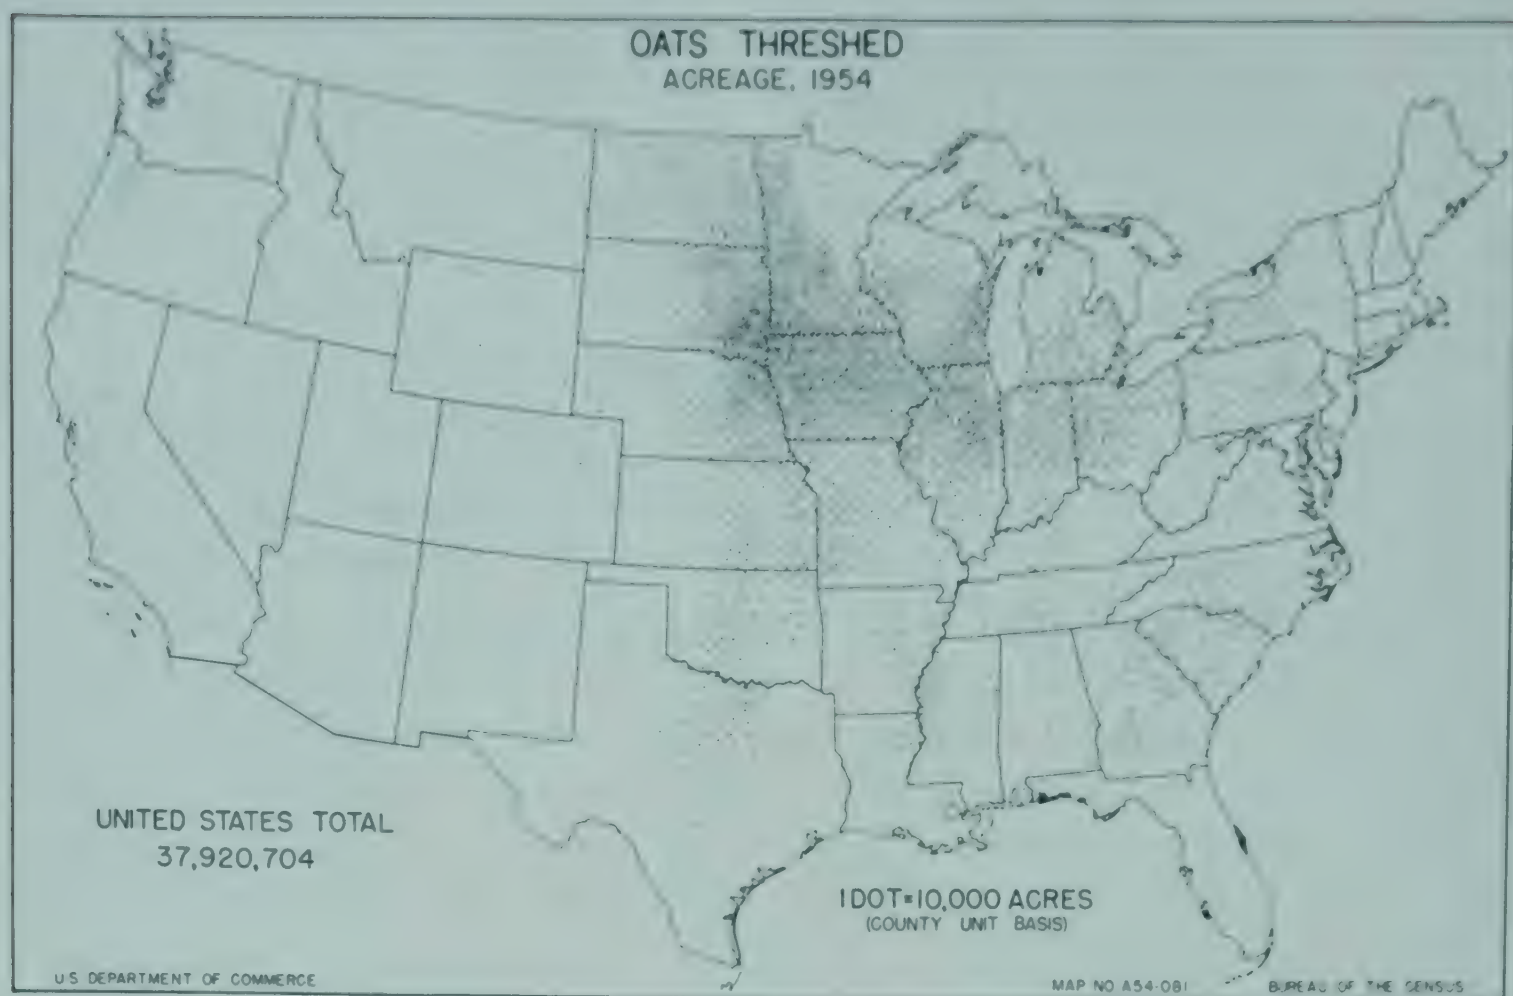 OATS THRESHED
ACREAGE, 1954
UNITED STATES TOTAL
37,920,704
1 DOT=10,000 ACRES
(COUNTY UNIT BASIS)
U S DEPARTMENT OF COMMERCE
MAP NO A54-081
BUREAU OF THE CENSUS